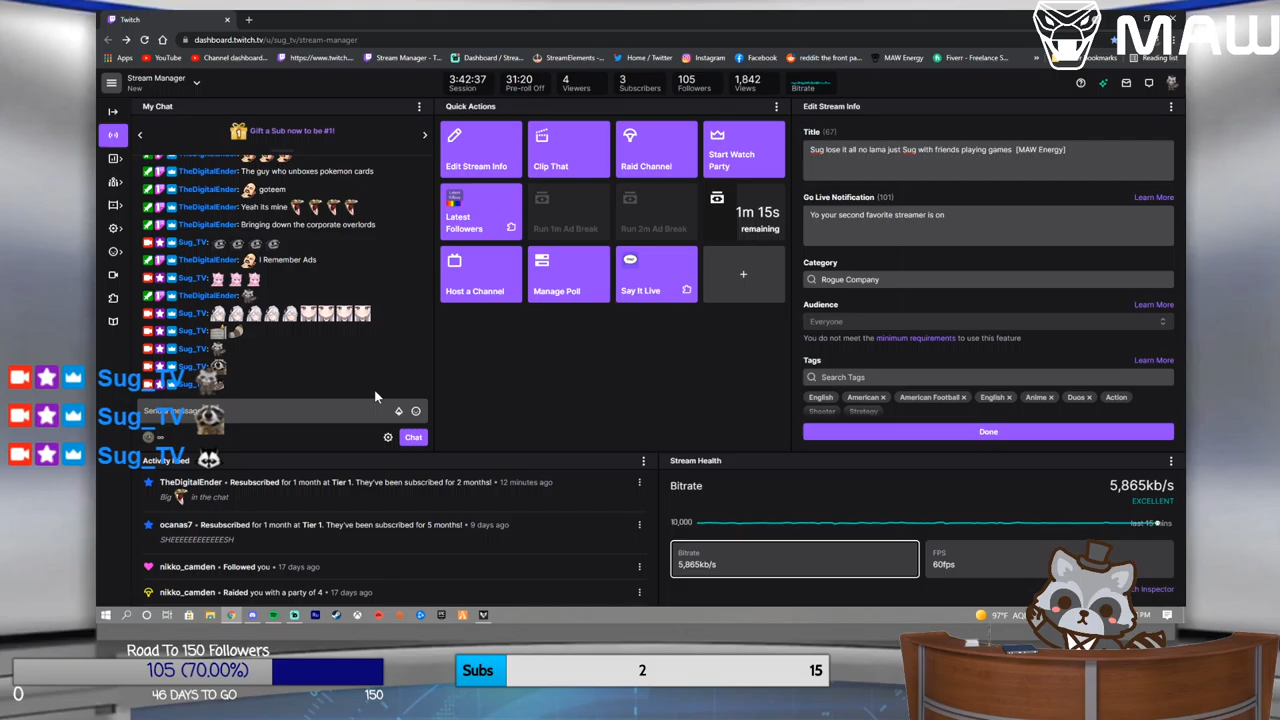 Twitch
MAW
dashboard.twitch.tv/u/sug_tv/stream-manager
YouTube
Channel dashboard...
https://www.twitch....
Stream Manager - T...
Dashboard / Strea...
StreamElements -...
Home / Twitter
Instagram
Facebook
reddit: the front pa...
MAW Energy
Fiverr - Freelance S...
Reading list
Stream Manager
New
3:42:37
Session
31:20
Pre-roll Off
4
Viewers
3
Subscribers
105
Followers
1,842
Views
Bitrate
My Chat
Gift a Sub now to be #1!
TheDigitalEnder:
TheDigitalEnder: The guy who unboxes pokemon cards
TheDigitalEnder: goteem
TheDigitalEnder: Yeah its mine
TheDigitalEnder: Bringing down the corporate overlords
Sug_TV:
TheDigitalEnder: I Remember Ads
Sug_TV:
TheDigitalEnder:
Sug_TV:
Sug_TV:
Sug_TV:
Sug_TV:
Sug_TV
Sug_TV
Sug_TV
Chat
Quick Actions
Edit Stream Info
Clip That
Raid Channel
Start Watch Party
Latest Followers
Run 1m Ad Break
Run 2m Ad Break
1m 15s
remaining
Host a Channel
Manage Poll
Say It Live
+
Edit Stream Info
Title (67)
Sug lose it all no lama just Sug with friends playing games [MAW Energy]
Go Live Notification (101)
Learn More
Yo your second favorite streamer is on
Category
Rogue Company
Audience
Learn More
Everyone
You do not meet the minimum requirements to use this feature
Tags
Learn More
Search Tags
English
American
American Football
English
Anime
Duos
Action
Shooter
Strategy
Done
TheDigitalEnder • Resubscribed for 1 month at Tier 1. They've been subscribed for 2 months! • 12 minutes ago
Big in the chat
ocanas7 • Resubscribed for 1 month at Tier 1. They've been subscribed for 5 months! • 9 days ago
SHEEEEEEEEEEESH
nikko_camden • Followed you • 17 days ago
nikko_camden • Raided you with a party of 4 • 17 days ago
Stream Health
Bitrate
5,865kb/s
EXCELLENT
10,000
last 15 mins
Bitrate
5,865kb/s
FPS
60fps
Inspector
97°F
Road To 150 Followers
105 (70.00%)
0
46 DAYS TO GO
150
Subs
2
15